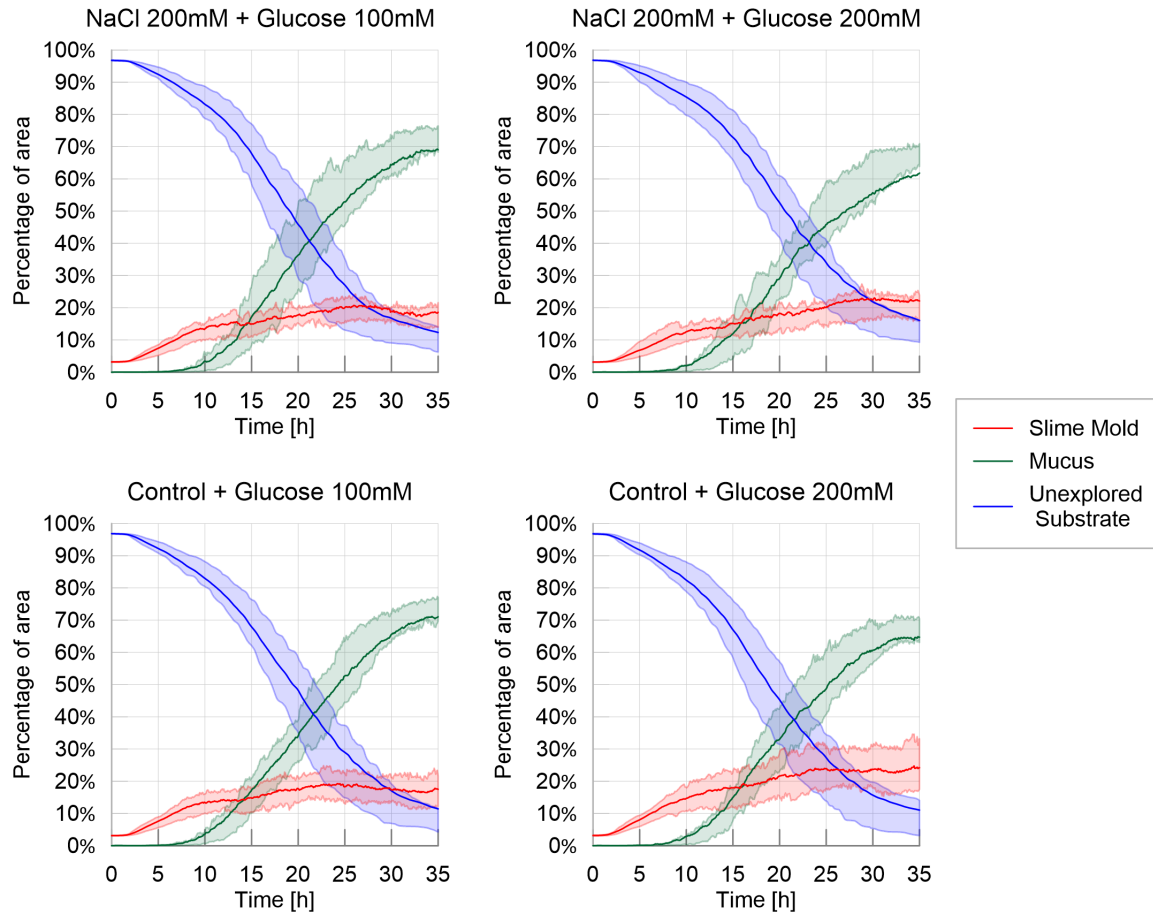 NaCl 200mM + Glucose 100mM
Percentage of area
100%
90%
80%
70%
60%
50%
40%
30%
20%
10%
0%
0 5 10 15 20 25 30 35
Time [h]
NaCl 200mM + Glucose 200mM
Percentage of area
100%
90%
80%
70%
60%
50%
40%
30%
20%
10%
0%
0 5 10 15 20 25 30 35
Time [h]
Slime Mold
Mucus
Unexplored
Substrate
Control + Glucose 100mM
Percentage of area
100%
90%
80%
70%
60%
50%
40%
30%
20%
10%
0%
0 5 10 15 20 25 30 35
Time [h]
Control + Glucose 200mM
Percentage of area
100%
90%
80%
70%
60%
50%
40%
30%
20%
10%
0%
0 5 10 15 20 25 30 35
Time [h]